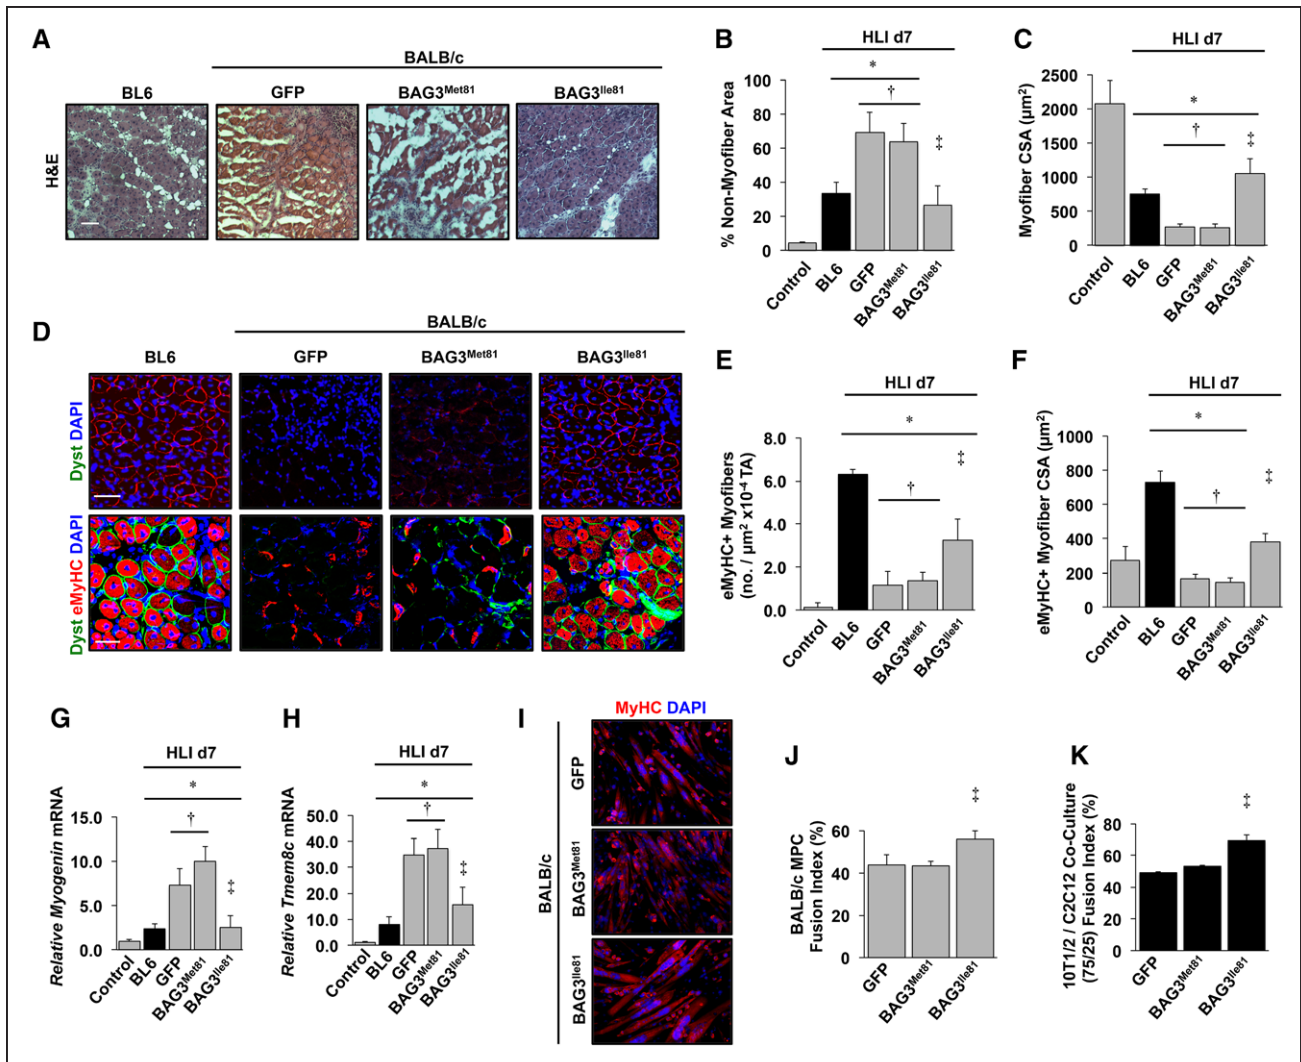 A
BALB/c
BL6 GFP BAG3Met81 BAG3Ile81
H&E
B
HLI d7
*
†
‡
% Non-Myofiber Area
100
80
60
40
20
0
Control BL6 GFP BAG3Met81 BAG3Ile81
C
HLI d7
*
†
‡
Myofiber CSA (µm²)
2500
2000
1500
1000
500
0
Control BL6 GFP BAG3Met81 BAG3Ile81
D
BALB/c
BL6 GFP BAG3Met81 BAG3Ile81
Dyst DAPI
Dyst eMyHC DAPI
E
HLI d7
*
†
‡
eMyHC+ Myofibers
(no. / µm² x10-4 TA)
8.0
6.0
4.0
2.0
0.0
Control BL6 GFP BAG3Met81 BAG3Ile81
F
HLI d7
*
†
‡
eMyHC+ Myofiber CSA (µm²)
1000
800
600
400
200
0
Control BL6 GFP BAG3Met81 BAG3Ile81
G
HLI d7
*
†
‡
Relative Myogenin mRNA
15.0
10.0
5.0
0.0
Control BL6 GFP BAG3Met81 BAG3Ile81
H
HLI d7
*
†
‡
Relative Tmem8c mRNA
50.0
40.0
30.0
20.0
10.0
0.0
Control BL6 GFP BAG3Met81 BAG3Ile81
I
MyHC DAPI
BALB/c
GFP
BAG3Met81
BAG3Ile81
J
‡
BALB/c MPC
Fusion Index (%)
60
40
20
0
GFP BAG3Met81 BAG3Ile81
K
‡
10T1/2 / C2C12 Co-Culture
(75/25) Fusion Index (%)
80
60
40
20
0
GFP BAG3Met81 BAG3Ile81